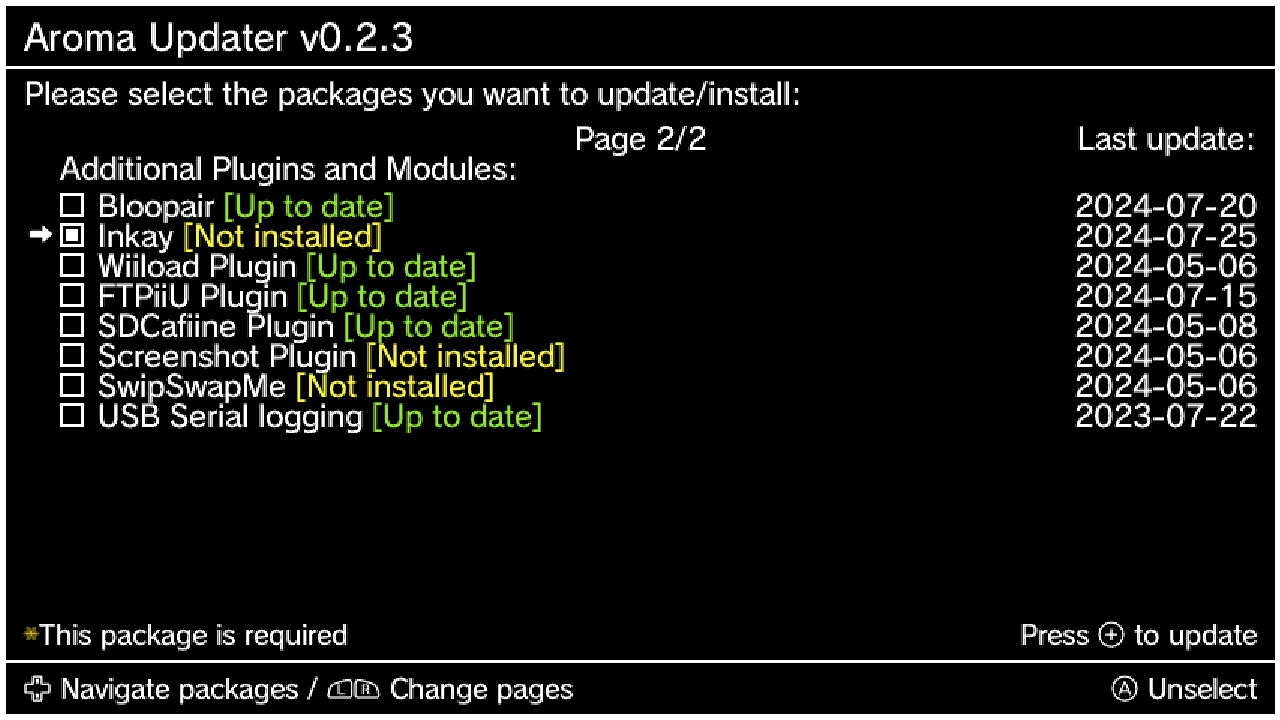 Aroma Updater v0.2.3
Please select the packages you want to update/install:
Page 2/2 Last update:
Additional Plugins and Modules:
Bloopair [Up to date] 2024-07-20
Inkay [Not installed] 2024-07-25
Wiiload Plugin [Up to date] 2024-05-06
FTPiiU Plugin [Up to date] 2024-07-15
SDCafiine Plugin [Up to date] 2024-05-08
Screenshot Plugin [Not installed] 2024-05-06
SwipSwapMe [Not installed] 2024-05-06
USB Serial logging [Up to date] 2023-07-22
*This package is required Press + to update
Navigate packages / L R Change pages A Unselect